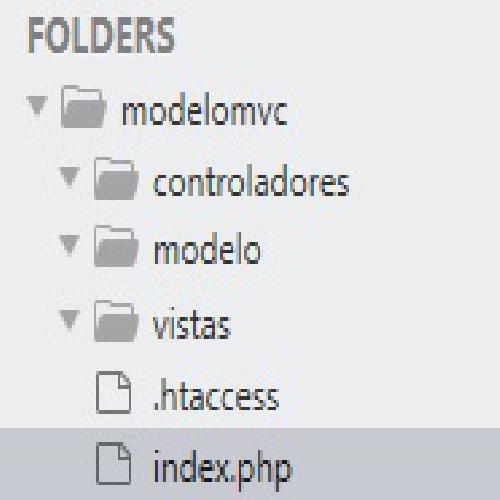 FOLDERS
modelomvc
controladores
modelo
vistas
.htaccess
index.php